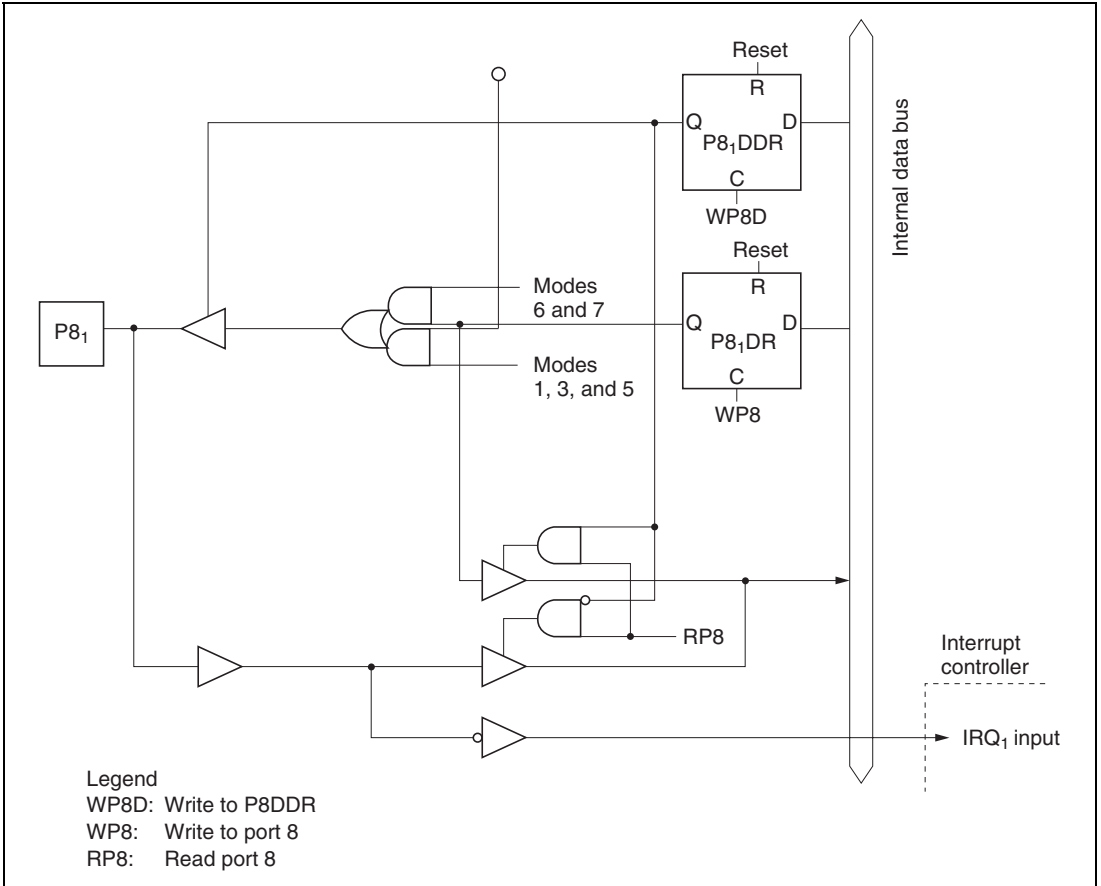 Reset
R
Q
D
P8₁DDR
C
WP8D
Internal data bus
Reset
R
Modes
6 and 7
Q
D
P8₁
P8₁DR
Modes
1, 3, and 5
C
WP8
RP8
Interrupt
controller
IRQ₁ input
Legend
WP8D: Write to P8DDR
WP8: Write to port 8
RP8: Read port 8